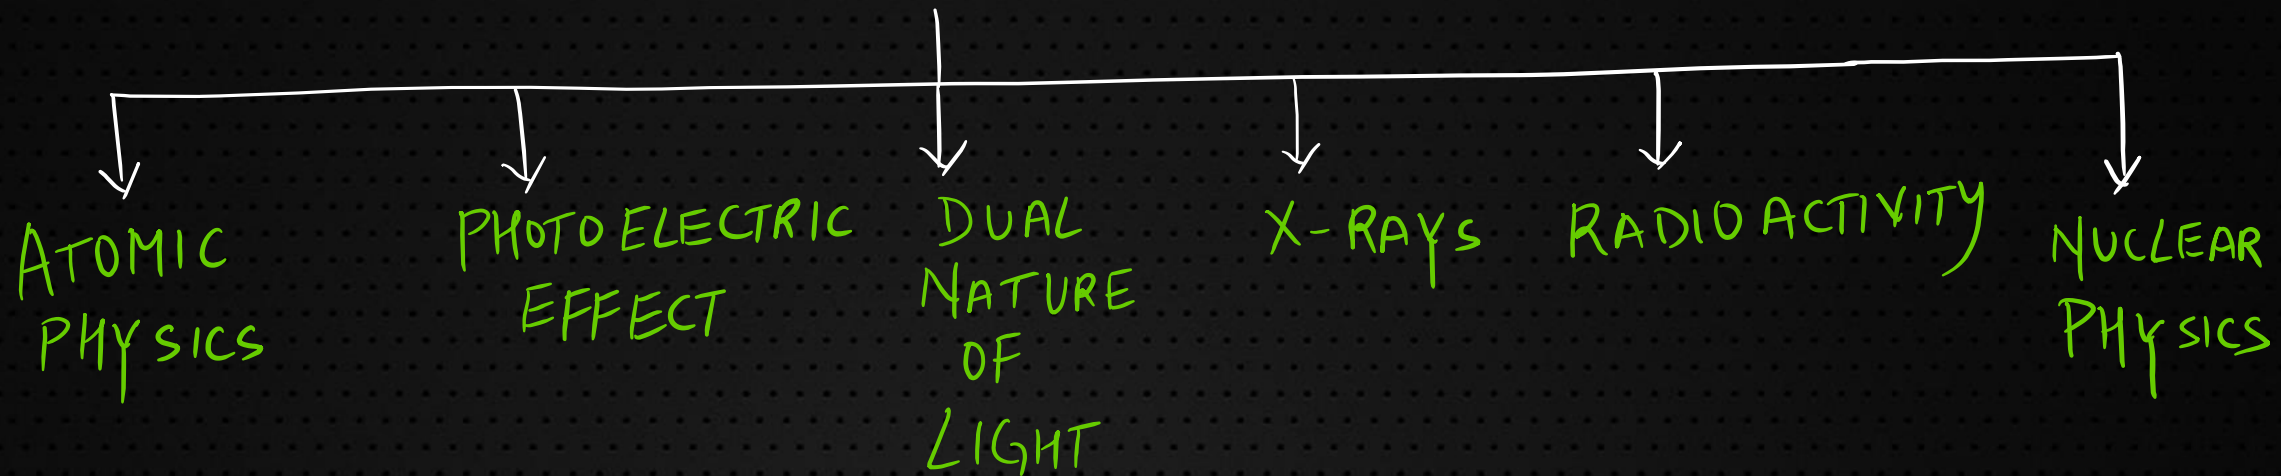 ATOMIC
PHYSICS
PHOTO ELECTRIC
EFFECT
DUAL
NATURE
OF
LIGHT
X-RAYS
RADIO ACTIVITY
NUCLEAR
PHYSICS